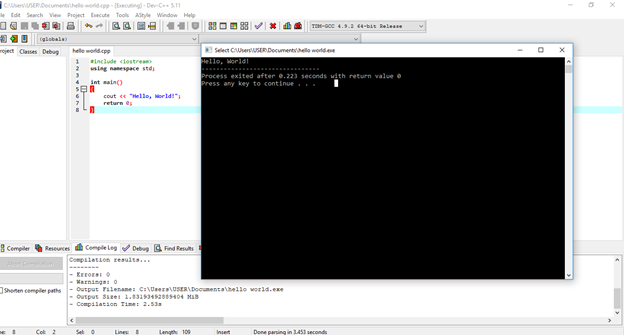 C:\Users\USER\Documents\hello world.cpp - [Executing] - Dev-C++ 5.11
Edit Search View Project Execute Tools AStyle Window Help
TDM-GCC 4.9.2 64-bit Release
(globals)
Project Classes Debug
hello world.cpp
1 #include <iostream>
2 using namespace std;
3
4 int main()
5 {
6 cout << "Hello, World!";
7 return 0;
8 }
Select C:\Users\USER\Documents\hello world.exe
Hello, World!
--------------------------------
Process exited after 0.223 seconds with return value 0
Press any key to continue . . .
Compiler Resources Compile Log Debug Find Results
Shorten compiler paths
Compilation results...
--------
- Errors: 0
- Warnings: 0
- Output Filename: C:\Users\USER\Documents\hello world.exe
- Output Size: 1.83193492889404 MiB
- Compilation Time: 2.53s
Col: 2 Sel: 0 Lines: 8 Length: 109 Insert Done parsing in 3.453 seconds